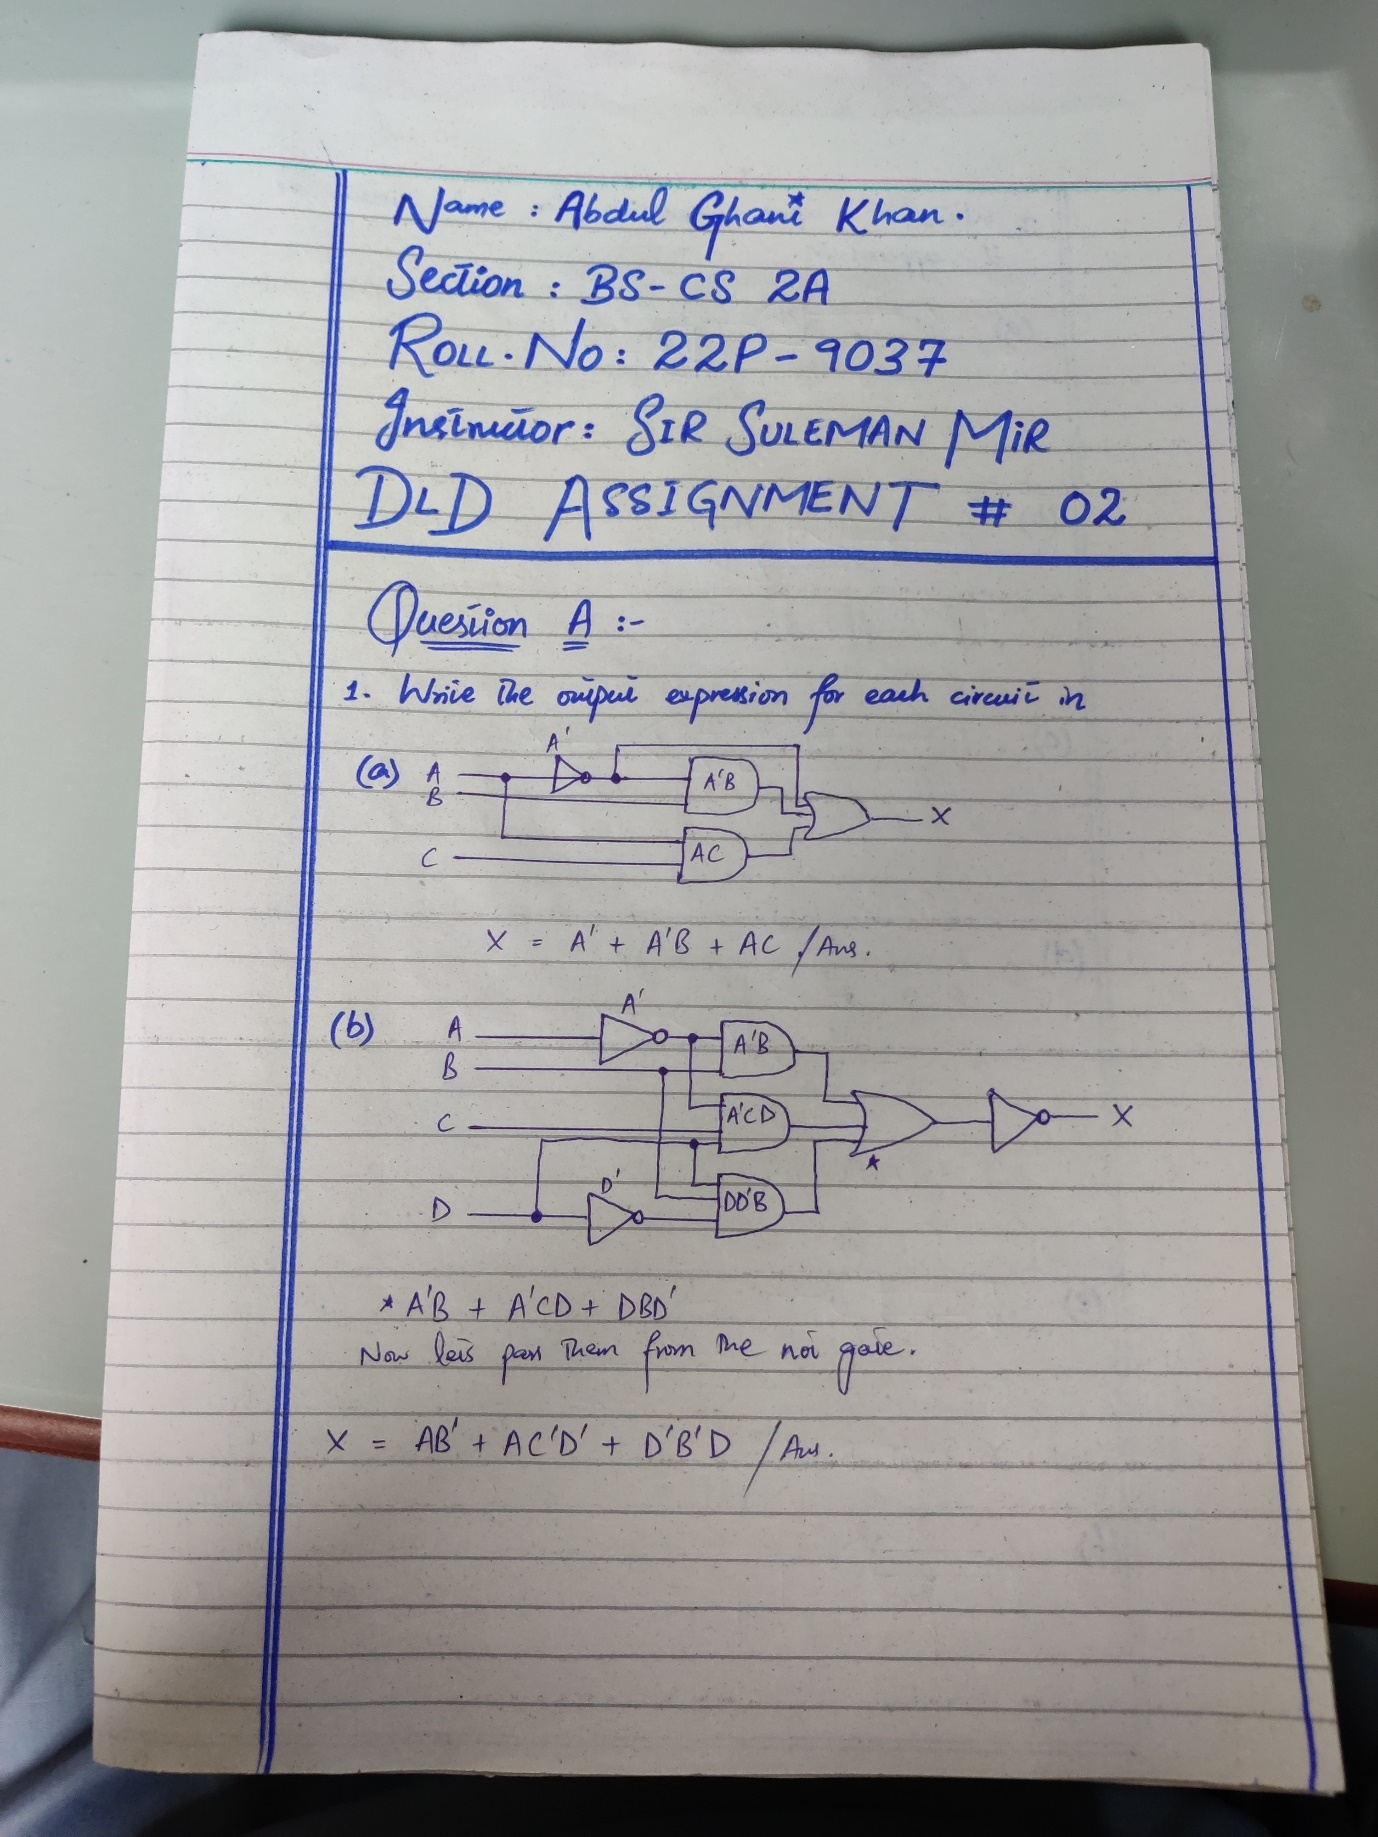 Name : Abdul Ghani Khan.
Section : BS-CS 2A
ROLL.No: 22P-9037
Instructor: SIR SULEMAN MiR
DLD ASSIGNMENT # 02
Question A :-
1. Write the output expression for each circuit in
(a)
A'
A
B
C
A'B
AC
X
X = A' + A'B + AC /Ans.
(b)
A'
A
B
C
D
D'
A'B
A'CD
DD'B
*
X
* A'B + A'CD + DBD'
Now lets pass them from the not gate.
X = AB' + AC'D' + D'B'D /Ans.